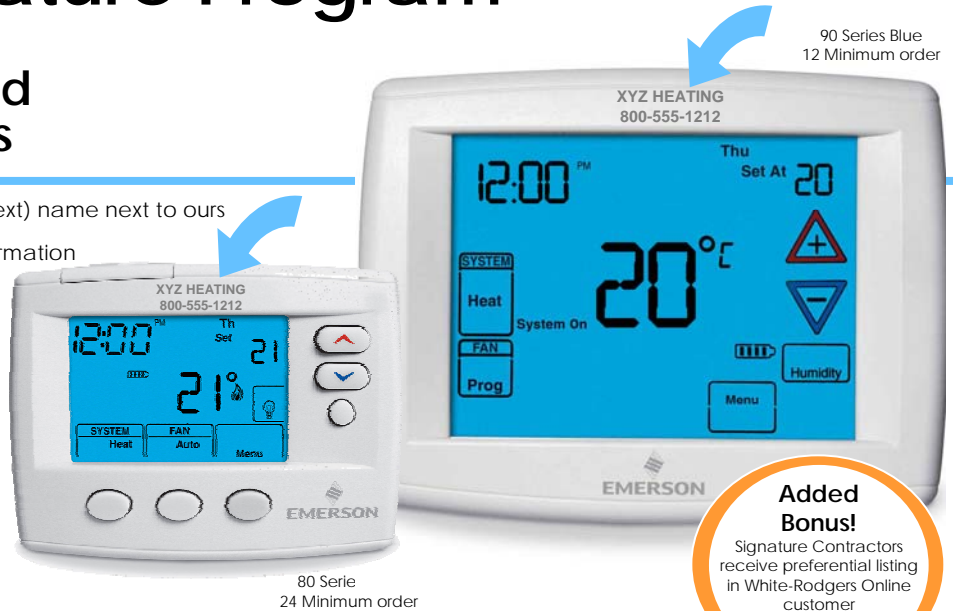 ature Program
90 Series Blue
12 Minimum order
d
s
ext) name next to ours
rmation
XYZ HEATING
800-555-1212
12:00 PM
Thu
Set At 20
SYSTEM
Heat
20°C
System On
FAN
Prog
Humidity
Menu
EMERSON
XYZ HEATING
800-555-1212
12:00 PM
Th
Set
21
21°
SYSTEM
Heat
FAN
Auto
Menu
EMERSON
80 Serie
24 Minimum order
Added
Bonus!
Signature Contractors
receive preferential listing
in White-Rodgers Online
customer